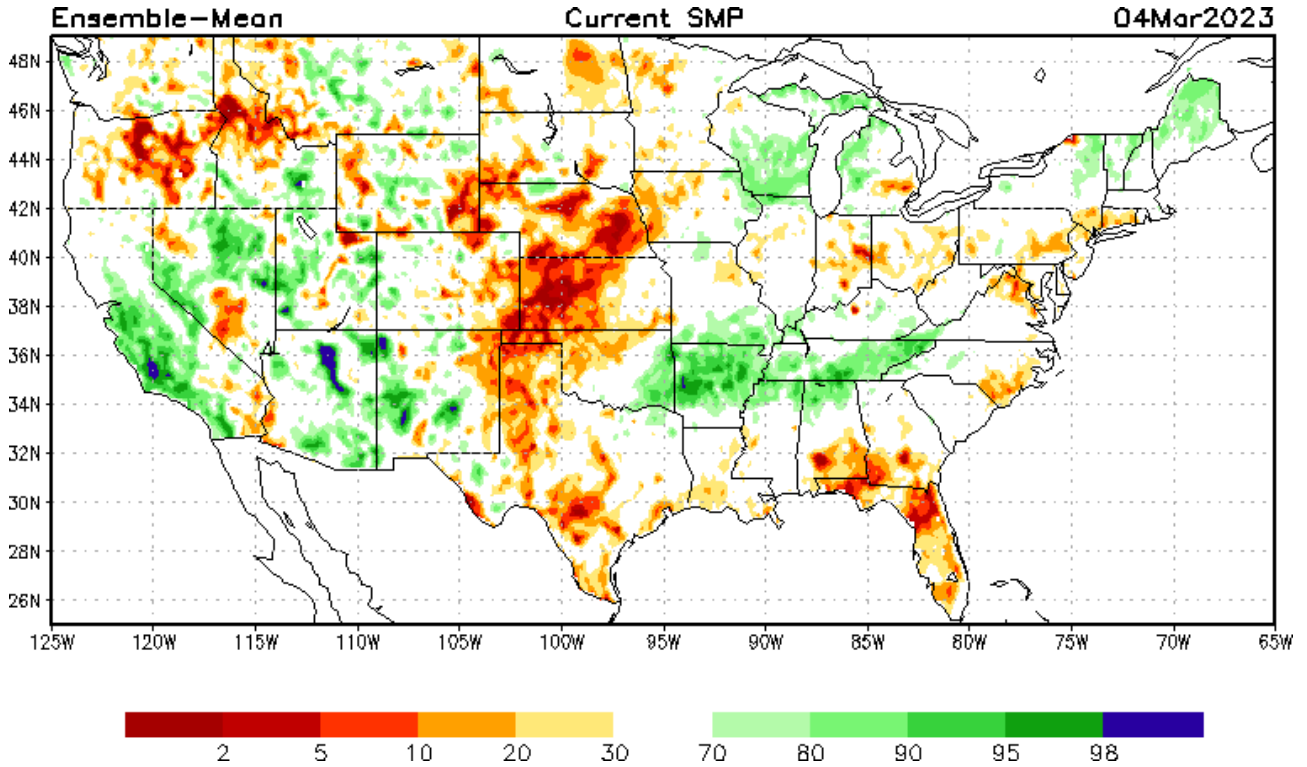 Ensemble-Mean Current SMP 04Mar2023
48N
46N
44N
42N
40N
38N
36N
34N
32N
30N
28N
26N
125W 120W 115W 110W 105W 100W 95W 90W 85W 80W 75W 70W 65W
2 5 10 20 30 70 80 90 95 98